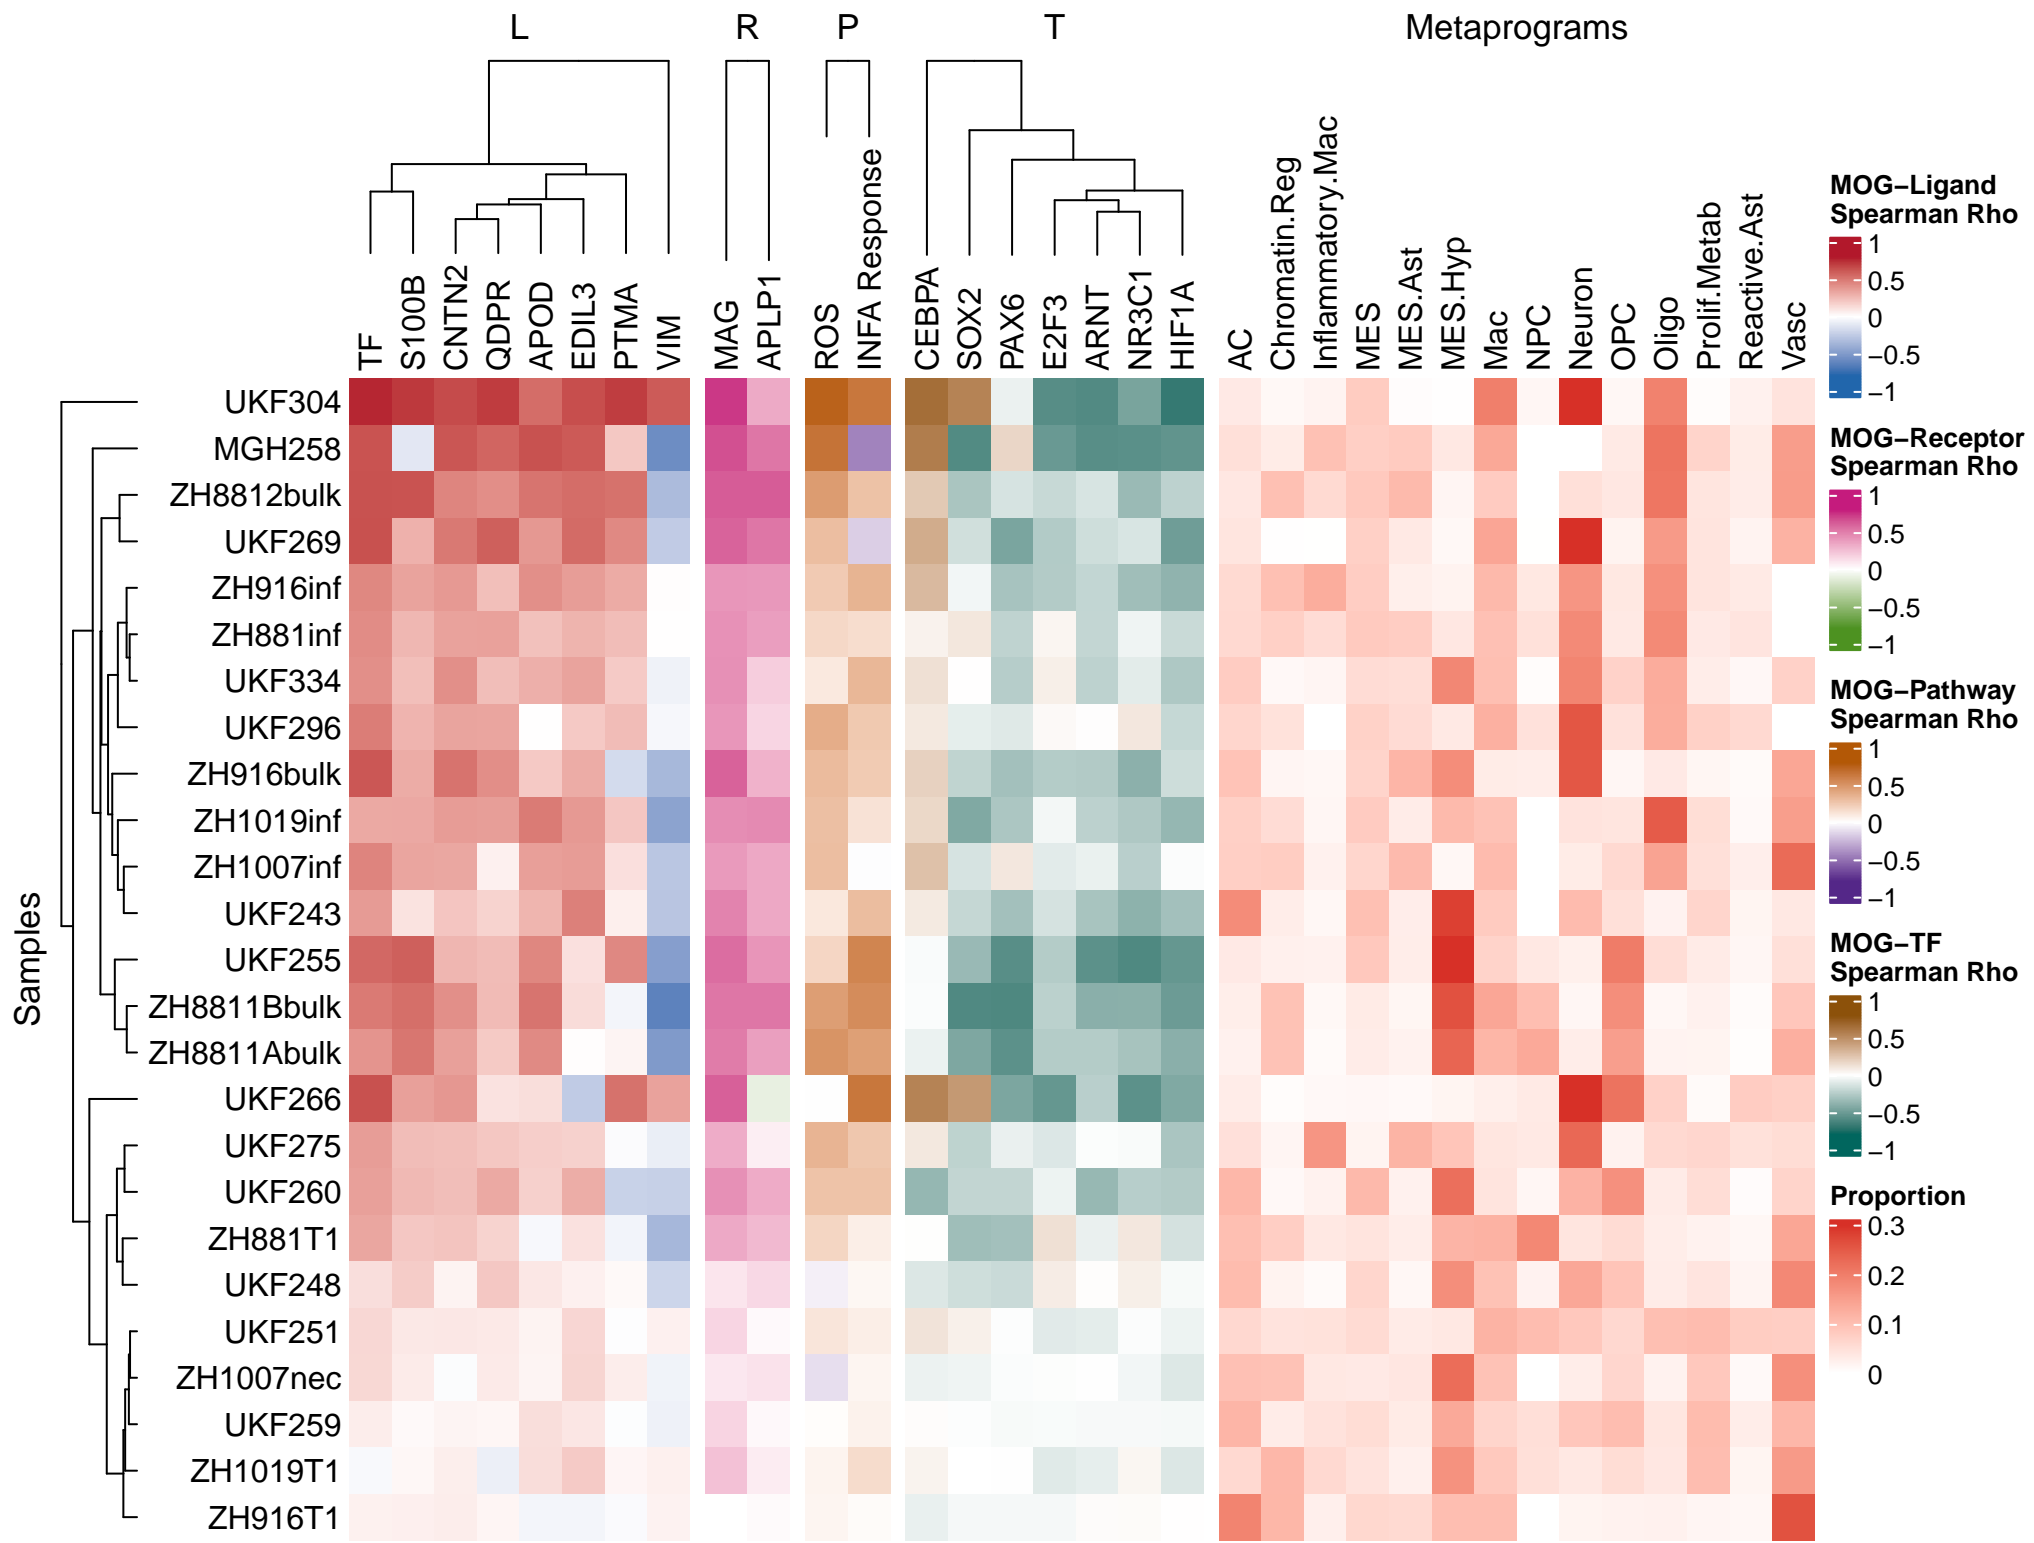 L R P T Metaprograms
TF S100B CNTN2 QDPR APOD EDIL3 PTMA VIM MAG APLP1 ROS INFA Response CEBPA SOX2 PAX6 E2F3 ARNT NR3C1 HIF1A AC Chromatin.Reg Inflammatory.Mac MES MES.Ast MES.Hyp Mac NPC Neuron OPC Oligo Prolif.Metab Reactive.Ast Vasc
Samples
UKF304
MGH258
ZH8812bulk
UKF269
ZH916inf
ZH881inf
UKF334
UKF296
ZH916bulk
ZH1019inf
ZH1007inf
UKF243
UKF255
ZH8811Bbulk
ZH8811Abulk
UKF266
UKF275
UKF260
ZH881T1
UKF248
UKF251
ZH1007nec
UKF259
ZH1019T1
ZH916T1
MOG−Ligand
Spearman Rho
1
0.5
0
−0.5
−1
MOG−Receptor
Spearman Rho
1
0.5
0
−0.5
−1
MOG−Pathway
Spearman Rho
1
0.5
0
−0.5
−1
MOG−TF
Spearman Rho
1
0.5
0
−0.5
−1
Proportion
0.3
0.2
0.1
0